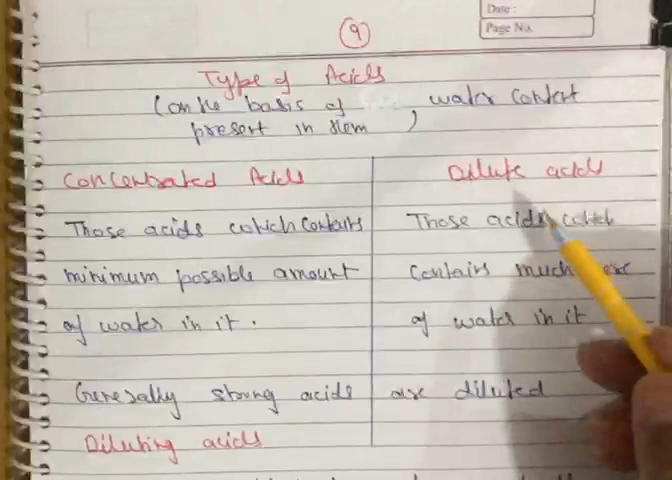 Date :
Page No.
9
Type of Acids
(on the basis of water content
present in them )
Concentrated Acids
Those acids which contains
minimum possible amount
of water in it .
Dilute acids
Those acids which
Contains much
of water in it
Generally strong acids are diluted
Diluting acids